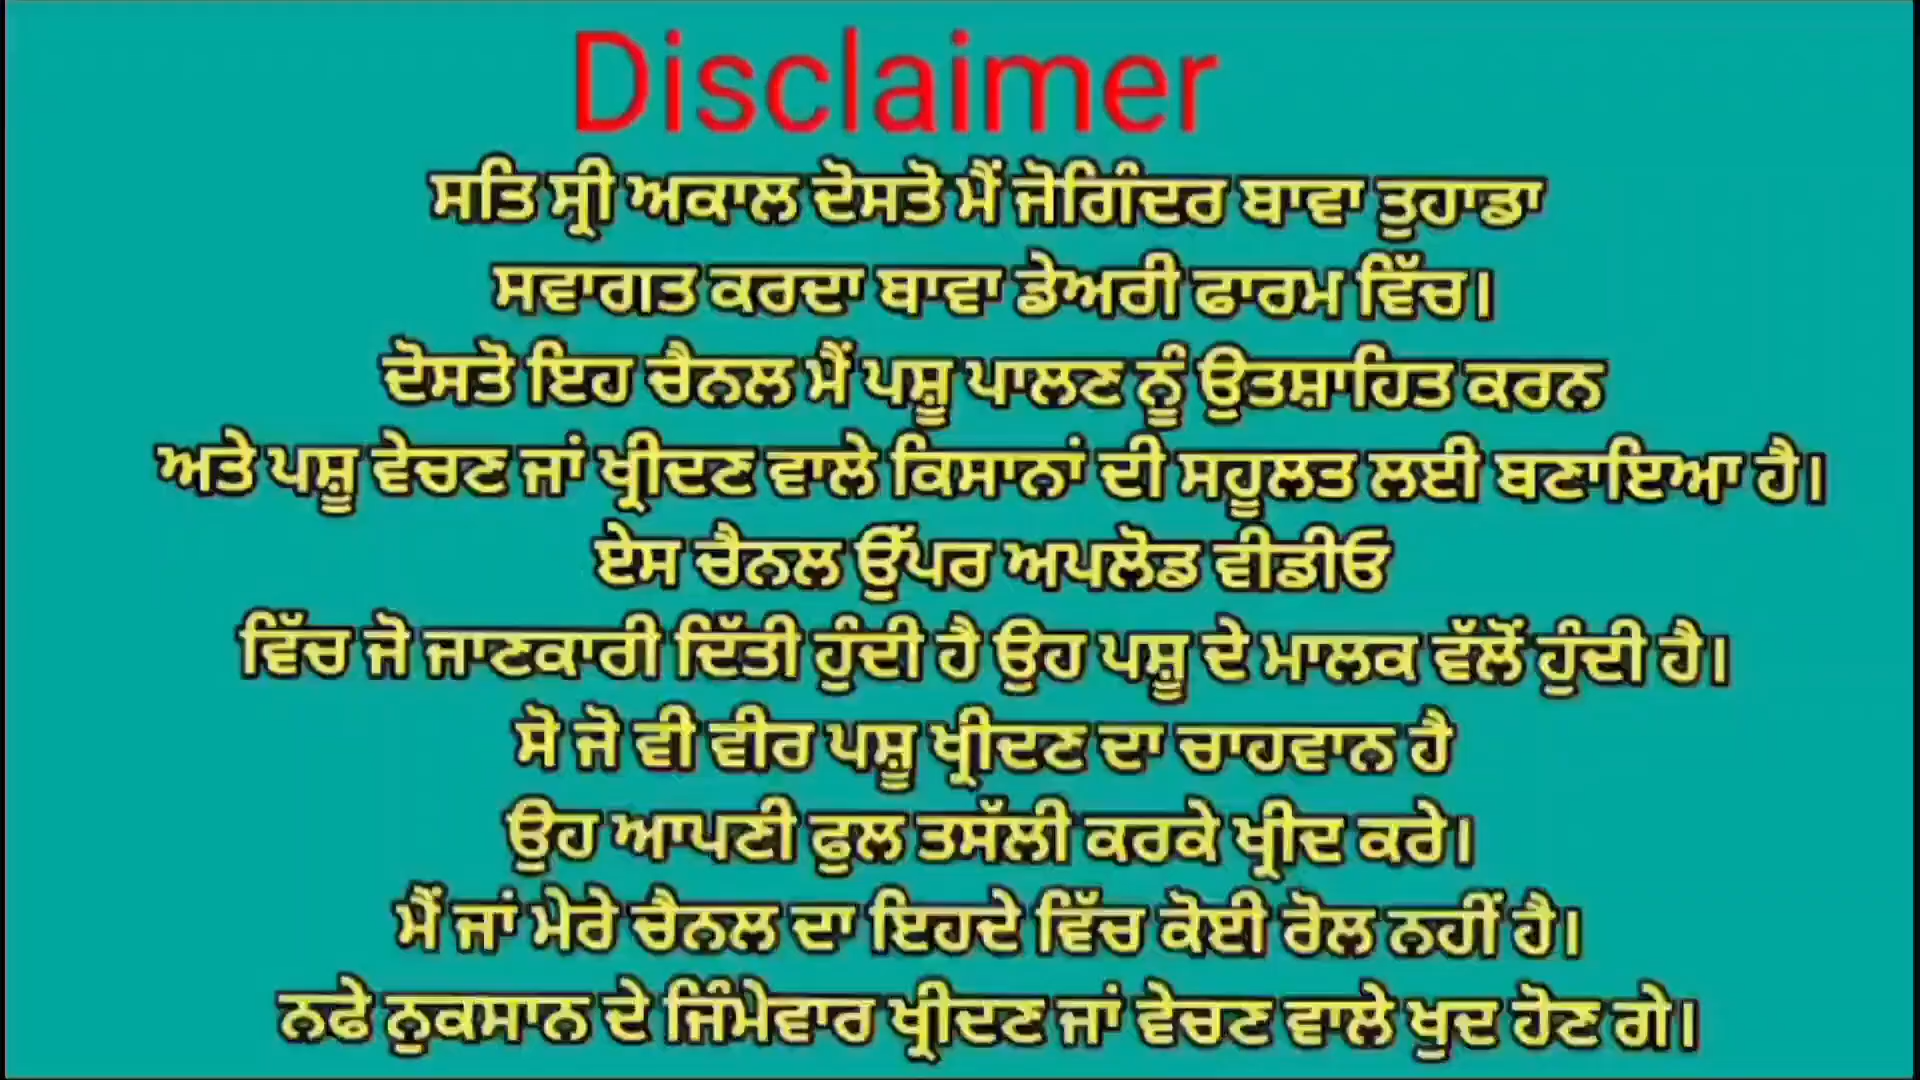 Disclaimer
ਸਤਿ ਸ੍ਰੀ ਅਕਾਲ ਦੋਸਤੋ ਮੈਂ ਜੋਗਿੰਦਰ ਬਾਵਾ ਤੁਹਾਡਾ
ਸਵਾਗਤ ਕਰਦਾ ਬਾਵਾ ਡੇਅਰੀ ਫਾਰਮ ਵਿੱਚ।
ਦੋਸਤੋ ਇਹ ਚੈਨਲ ਮੈਂ ਪਸ਼ੂ ਪਾਲਣ ਨੂੰ ਉਤਸ਼ਾਹਿਤ ਕਰਨ
ਅਤੇ ਪਸ਼ੂ ਵੇਚਣ ਜਾਂ ਖ੍ਰੀਦਣ ਵਾਲੇ ਕਿਸਾਨਾਂ ਦੀ ਸਹੂਲਤ ਲਈ ਬਣਾਇਆ ਹੈ।
ਏਸ ਚੈਨਲ ਉੱਪਰ ਅਪਲੋਡ ਵੀਡੀਓ
ਵਿੱਚ ਜੋ ਜਾਣਕਾਰੀ ਦਿੱਤੀ ਹੁੰਦੀ ਹੈ ਉਹ ਪਸ਼ੂ ਦੇ ਮਾਲਕ ਵੱਲੋਂ ਹੁੰਦੀ ਹੈ।
ਸੋ ਜੋ ਵੀ ਵੀਰ ਪਸ਼ੂ ਖ੍ਰੀਦਣ ਦਾ ਚਾਹਵਾਨ ਹੈ
ਉਹ ਆਪਣੀ ਫੁਲ ਤਸੱਲੀ ਕਰਕੇ ਖ੍ਰੀਦ ਕਰੇ।
ਮੈਂ ਜਾਂ ਮੇਰੇ ਚੈਨਲ ਦਾ ਇਹਦੇ ਵਿੱਚ ਕੋਈ ਰੋਲ ਨਹੀਂ ਹੈ।
ਨਫੇ ਨੁਕਸਾਨ ਦੇ ਜਿੰਮੇਵਾਰ ਖ੍ਰੀਦਣ ਜਾਂ ਵੇਚਣ ਵਾਲੇ ਖੁਦ ਹੋਣ ਗੇ।